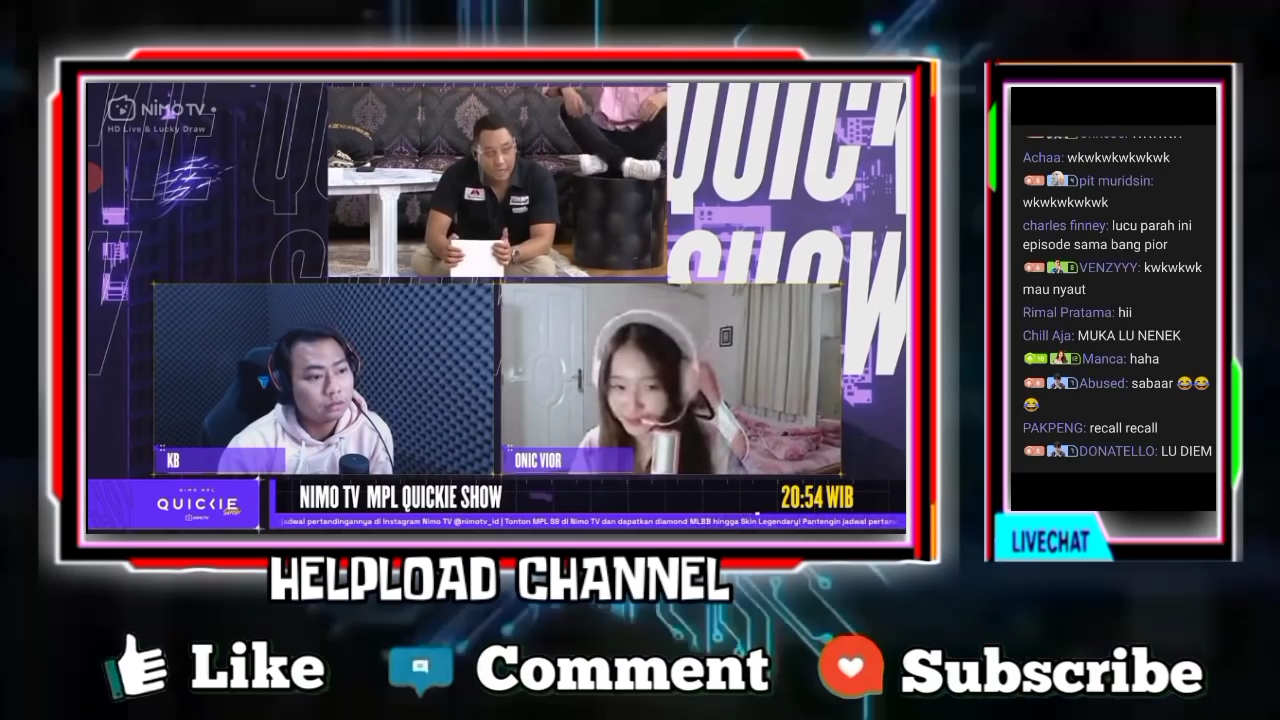 NiMO TV
HD Live & Lucky Draw
QUICK
SHOW
KB
ONIC VIOR
NIMO MPL
QUICKIE
SHOW
NIMO TV
NIMO TV MPL QUICKIE SHOW
20:54 WIB
jadwal pertandingannya di Instagram Nimo TV @nimotv_id | Tonton MPL S9 di Nimo TV dan dapatkan diamond MLBB hingga Skin Legendary! Pantengin jadwal
Achaa: wkwkwkwkwkwk
pit muridsin:
wkwkwkwkwk
charles finney: lucu parah ini
episode sama bang pior
VENZYYY: kwkwkwk
mau nyaut
Rimal Pratama: hii
Chill Aja: MUKA LU NENEK
Manca: haha
Abused: sabaar 😂😂
😂
PAKPENG: recall recall
DONATELLO: LU DIEM
LIVECHAT
HELPLOAD CHANNEL
Like
Comment
Subscribe